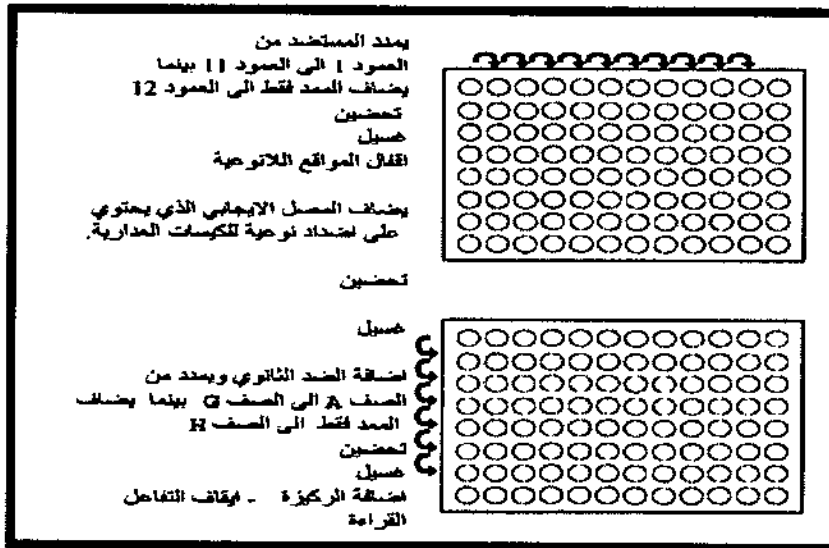 يمدد المستضد من
العمود 1 الى العمود 11 بينما
يضاف الممدد فقط الى العمود 12
تحضين
غسيل
اقفال المواقع اللانوعية
يضاف المصل الايجابي الذي يحتوي
على اضداد نوعية للكيسات العدارية.
تحضين
غسيل
اضافة الضد الثانوي ويمدد من
الصف A الى الصف G بينما يضاف
الممدد فقط الى الصف H
تحضين
غسيل
اضافة الركيزة - ايقاف التفاعل
القراءة